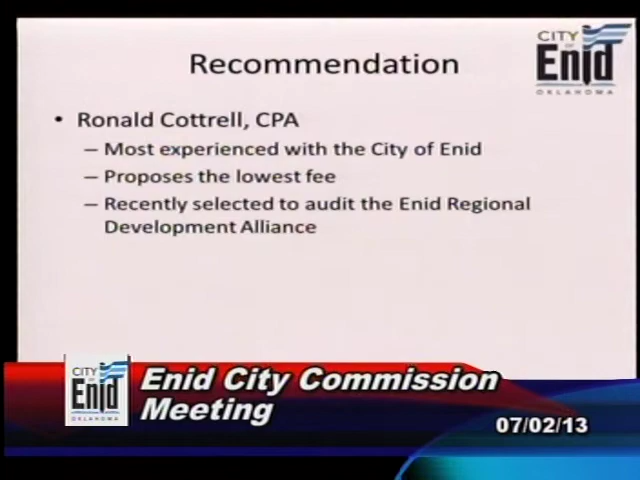 CITY
OF
Enid
OKLAHOMA
Recommendation
• Ronald Cottrell, CPA
– Most experienced with the City of Enid
– Proposes the lowest fee
– Recently selected to audit the Enid Regional
Development Alliance
CITY
OF
Enid
OKLAHOMA
Enid City Commission
Meeting
07/02/13